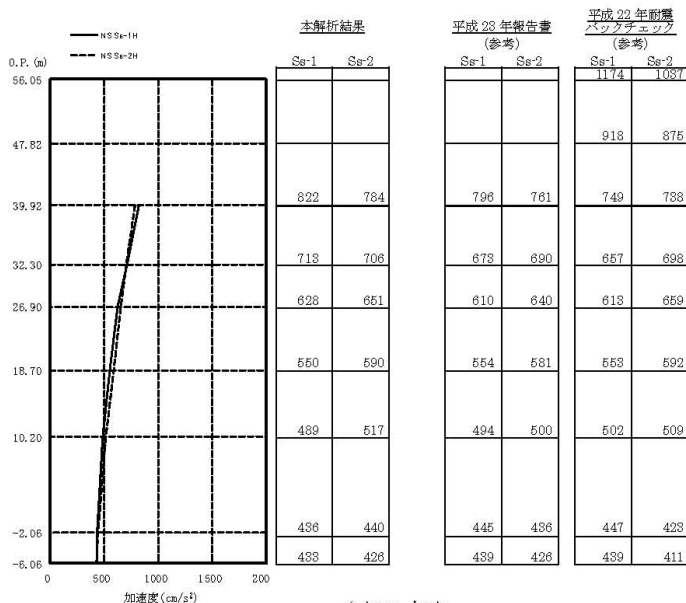 NS SS-1H
NS SS-2H
O.P.(m)
本解析結果
平成 23 年報告書
(参考)
平成 22 年耐震
バックチェック
(参考)
Ss-1 Ss-2 Ss-1 Ss-2 Ss-1 Ss-2
56.05 1174 1037
47.82 918 875
39.92 822 784 796 761 749 738
32.30 713 706 673 690 657 698
26.90 628 651 610 640 613 659
18.70 550 590 554 581 553 592
10.20 489 517 494 500 502 509
-2.06 436 440 445 436 447 423
-6.06 433 426 439 426 439 411
0 500 1000 1500 200
加速度(cm/s²)